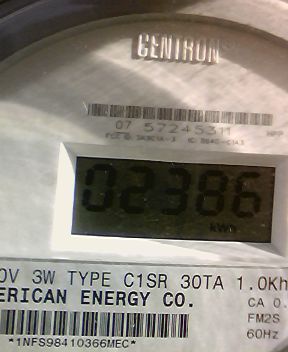 CENTRON
07 57245311
02386
kWh
0V 3W TYPE C1SR 30TA 1.0Kh
ERICAN ENERGY CO.
CA 0.
FM2S
60Hz
*1NFS98410366MEC*